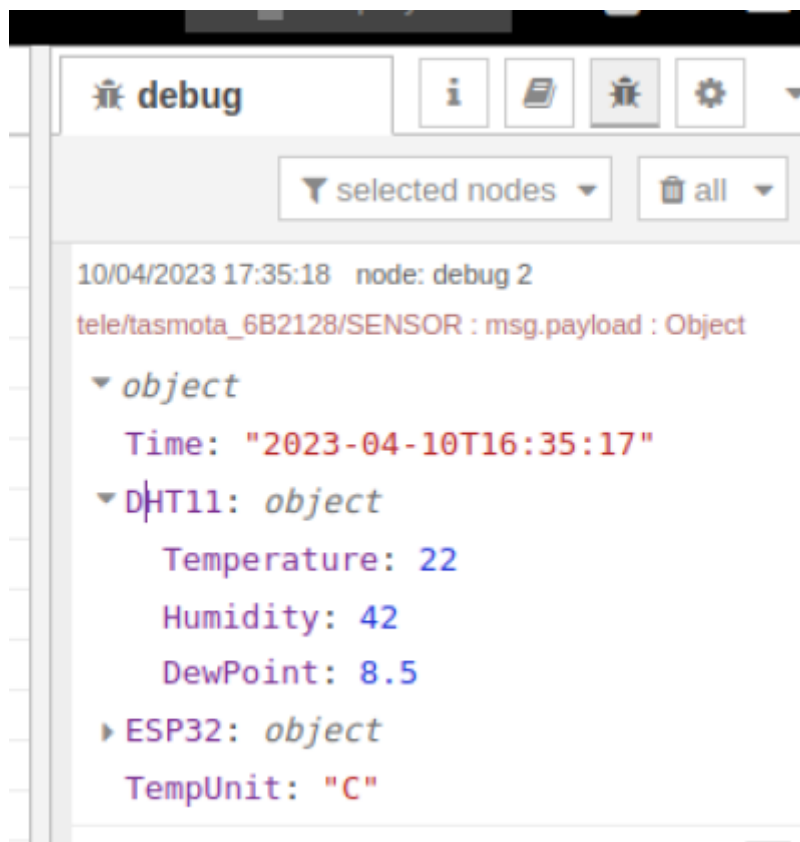 debug
selected nodes
all
10/04/2023 17:35:18 node: debug 2
tele/tasmota_6B2128/SENSOR : msg.payload : Object
object
Time: "2023-04-10T16:35:17"
DHT11: object
Temperature: 22
Humidity: 42
DewPoint: 8.5
ESP32: object
TempUnit: "C"